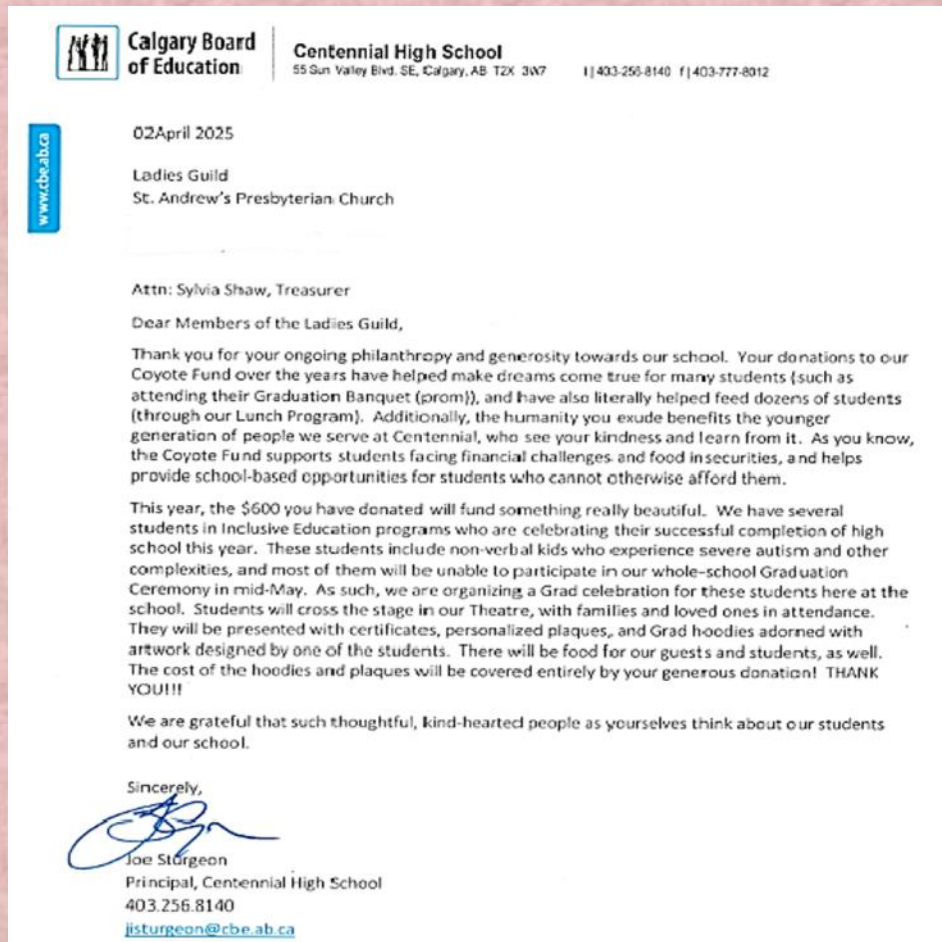 Calgary Board
of Education
Centennial High School
55 Sun Valley Blvd. SE, Calgary, AB T2X 3W7 t | 403-256-8140 f | 403-777-8012
www.cbe.ab.ca
02April 2025
Ladies Guild
St. Andrew's Presbyterian Church
Attn: Sylvia Shaw, Treasurer
Dear Members of the Ladies Guild,
Thank you for your ongoing philanthropy and generosity towards our school. Your donations to our
Coyote Fund over the years have helped make dreams come true for many students (such as
attending their Graduation Banquet (prom)), and have also literally helped feed dozens of students
(through our Lunch Program). Additionally, the humanity you exude benefits the younger
generation of people we serve at Centennial, who see your kindness and learn from it. As you know,
the Coyote Fund supports students facing financial challenges and food insecurities, and helps
provide school-based opportunities for students who cannot otherwise afford them.
This year, the $600 you have donated will fund something really beautiful. We have several
students in Inclusive Education programs who are celebrating their successful completion of high
school this year. These students include non-verbal kids who experience severe autism and other
complexities, and most of them will be unable to participate in our whole-school Graduation
Ceremony in mid-May. As such, we are organizing a Grad celebration for these students here at the
school. Students will cross the stage in our Theatre, with families and loved ones in attendance.
They will be presented with certificates, personalized plaques, and Grad hoodies adorned with
artwork designed by one of the students. There will be food for our guests and students, as well.
The cost of the hoodies and plaques will be covered entirely by your generous donation! THANK
YOU!!!
We are grateful that such thoughtful, kind-hearted people as yourselves think about our students
and our school.
Sincerely,
Joe Sturgeon
Principal, Centennial High School
403.256.8140
jisturgeon@cbe.ab.ca